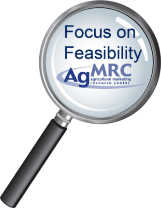 Focus on
Feasibility
AgMRC
agricultural marketing
resource center